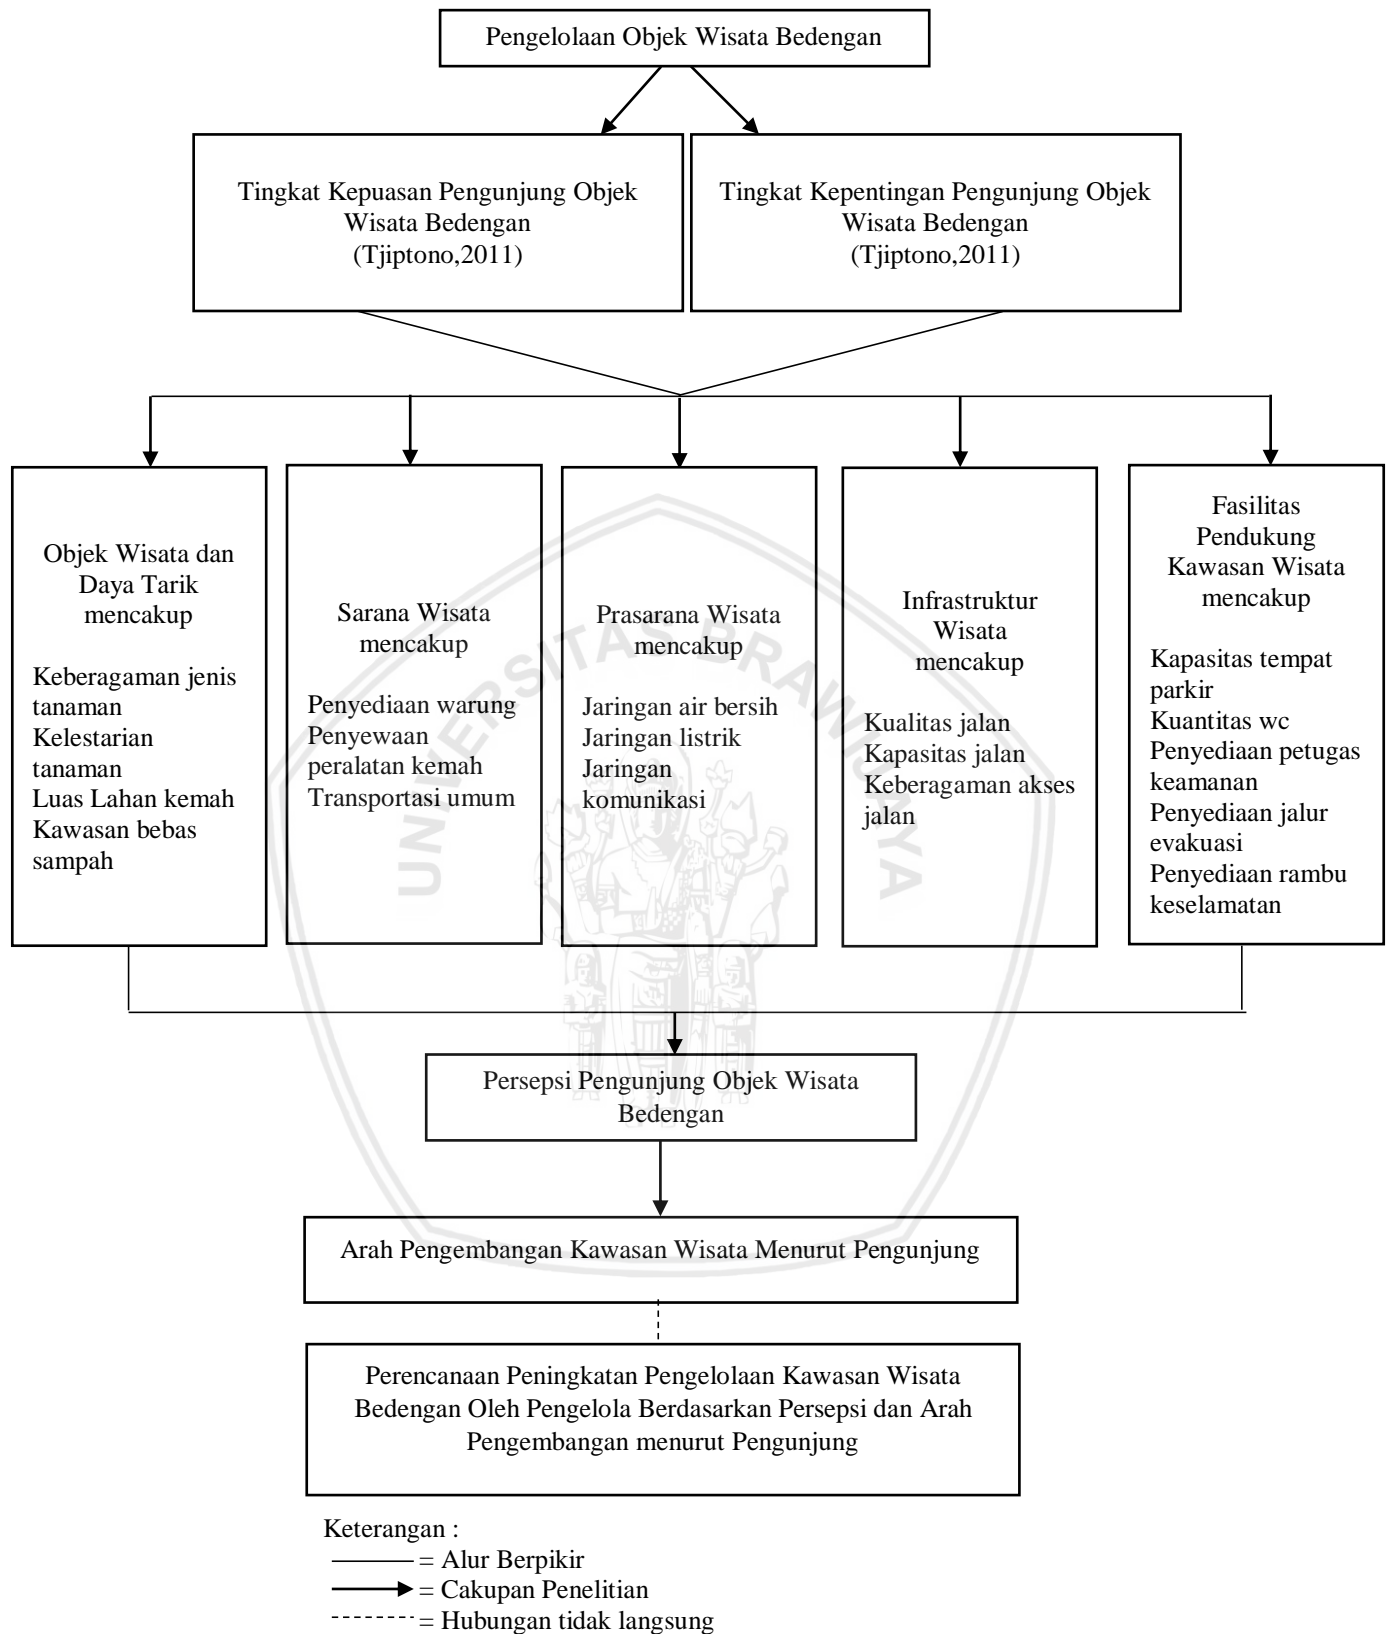 Pengelolaan Objek Wisata Bedengan
Tingkat Kepuasan Pengunjung Objek
Wisata Bedengan
(Tjiptono,2011)
Tingkat Kepentingan Pengunjung Objek
Wisata Bedengan
(Tjiptono,2011)
Objek Wisata dan
Daya Tarik
mencakup
Keberagaman jenis
tanaman
Kelestarian
tanaman
Luas Lahan kemah
Kawasan bebas
sampah
Sarana Wisata
mencakup
Penyediaan warung
Penyewaan
peralatan kemah
Transportasi umum
Prasarana Wisata
mencakup
Jaringan air bersih
Jaringan listrik
Jaringan
komunikasi
Infrastruktur
Wisata
mencakup
Kualitas jalan
Kapasitas jalan
Keberagaman akses
jalan
Fasilitas
Pendukung
Kawasan Wisata
mencakup
Kapasitas tempat
parkir
Kuantitas wc
Penyediaan petugas
keamanan
Penyediaan jalur
evakuasi
Penyediaan rambu
keselamatan
UNIVERSITAS BRAWIJAYA
Persepsi Pengunjung Objek Wisata
Bedengan
Arah Pengembangan Kawasan Wisata Menurut Pengunjung
Perencanaan Peningkatan Pengelolaan Kawasan Wisata
Bedengan Oleh Pengelola Berdasarkan Persepsi dan Arah
Pengembangan menurut Pengunjung
Keterangan :
= Alur Berpikir
= Cakupan Penelitian
= Hubungan tidak langsung